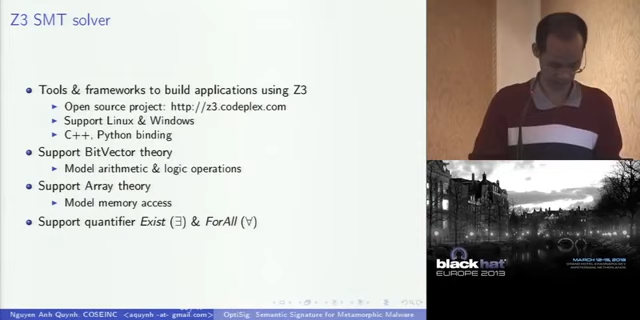 Z3 SMT solver
Tools & frameworks to build applications using Z3
Open source project: http://z3.codeplex.com
Support Linux & Windows
C++, Python binding
Support BitVector theory
Model arithmetic & logic operations
Support Array theory
Model memory access
Support quantifier Exist (∃) & ForAll (∀)
Nguyen Anh Quynh, COSEINC <aquynh -at- gmail.com>
OptiSig Semantic Signature for Metamorphic Malware
black hat
EUROPE 2013
MARCH 12-15, 2013